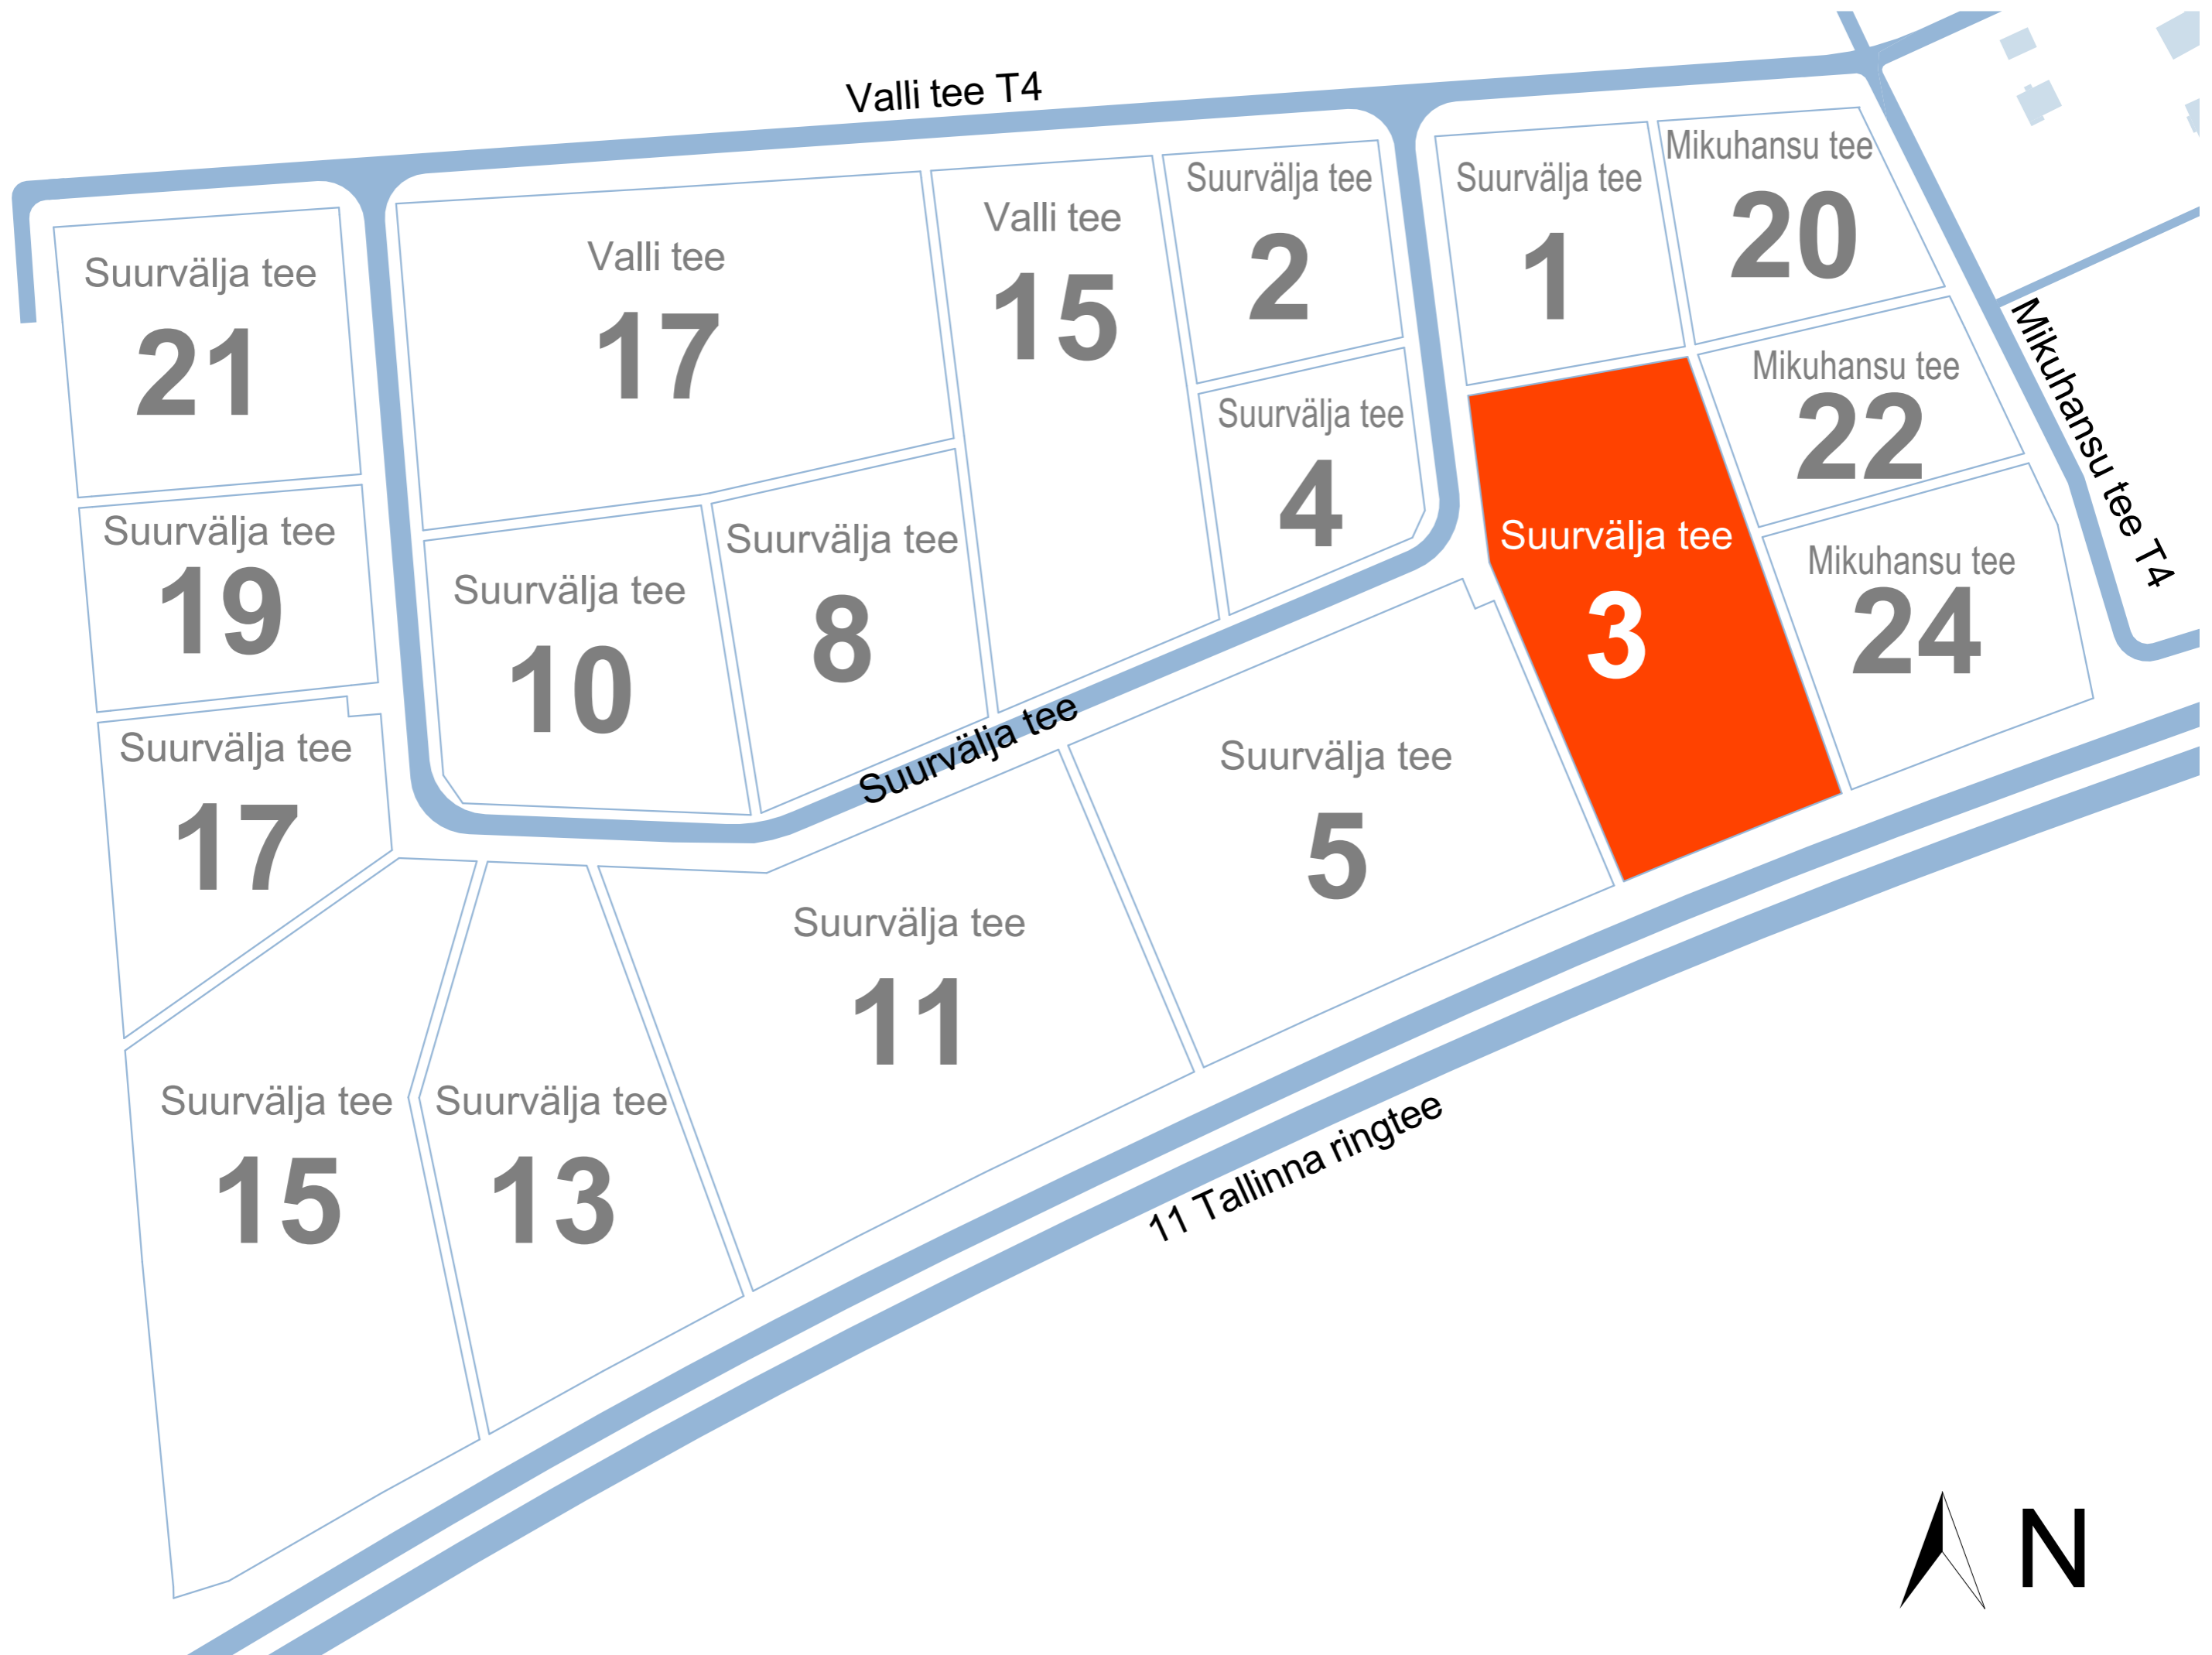 Valli tee T4
Mikuhansu tee
20
Suurvälja tee
1
Suurvälja tee
2
Valli tee
15
Valli tee
17
Suurvälja tee
21
Mikuhansu tee T4
Mikuhansu tee
22
Suurvälja tee
4
Suurvälja tee
19
Suurvälja tee
8
Suurvälja tee
3
Mikuhansu tee
24
Suurvälja tee
10
Suurvälja tee
Suurvälja tee
17
Suurvälja tee
5
Suurvälja tee
11
Suurvälja tee
15
Suurvälja tee
13
11 Tallinna ringtee
N